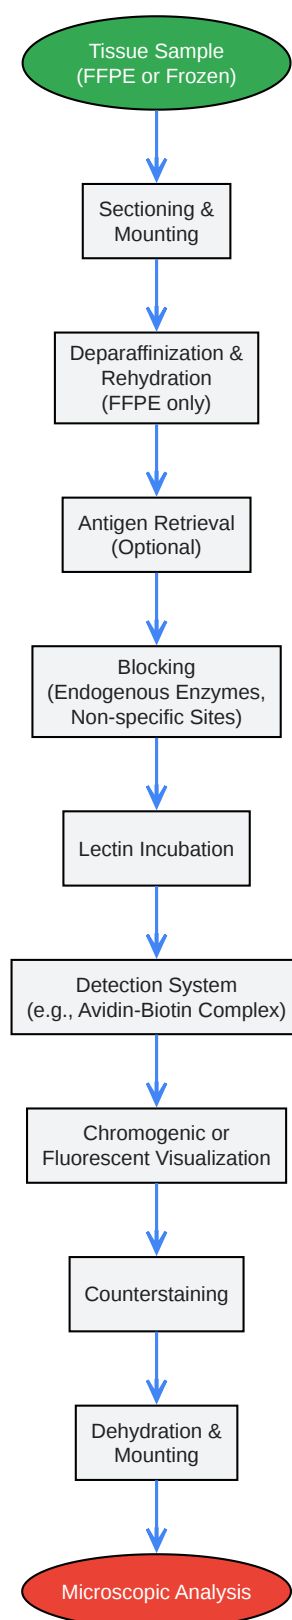 Tissue Sample
(FFPE or Frozen)
Sectioning &
Mounting
Deparaffinization &
Rehydration
(FFPE only)
Antigen Retrieval
(Optional)
Blocking
(Endogenous Enzymes,
Non-specific Sites)
Lectin Incubation
Detection System
(e.g., Avidin-Biotin Complex)
Chromogenic or
Fluorescent Visualization
Counterstaining
Dehydration &
Mounting
Microscopic Analysis